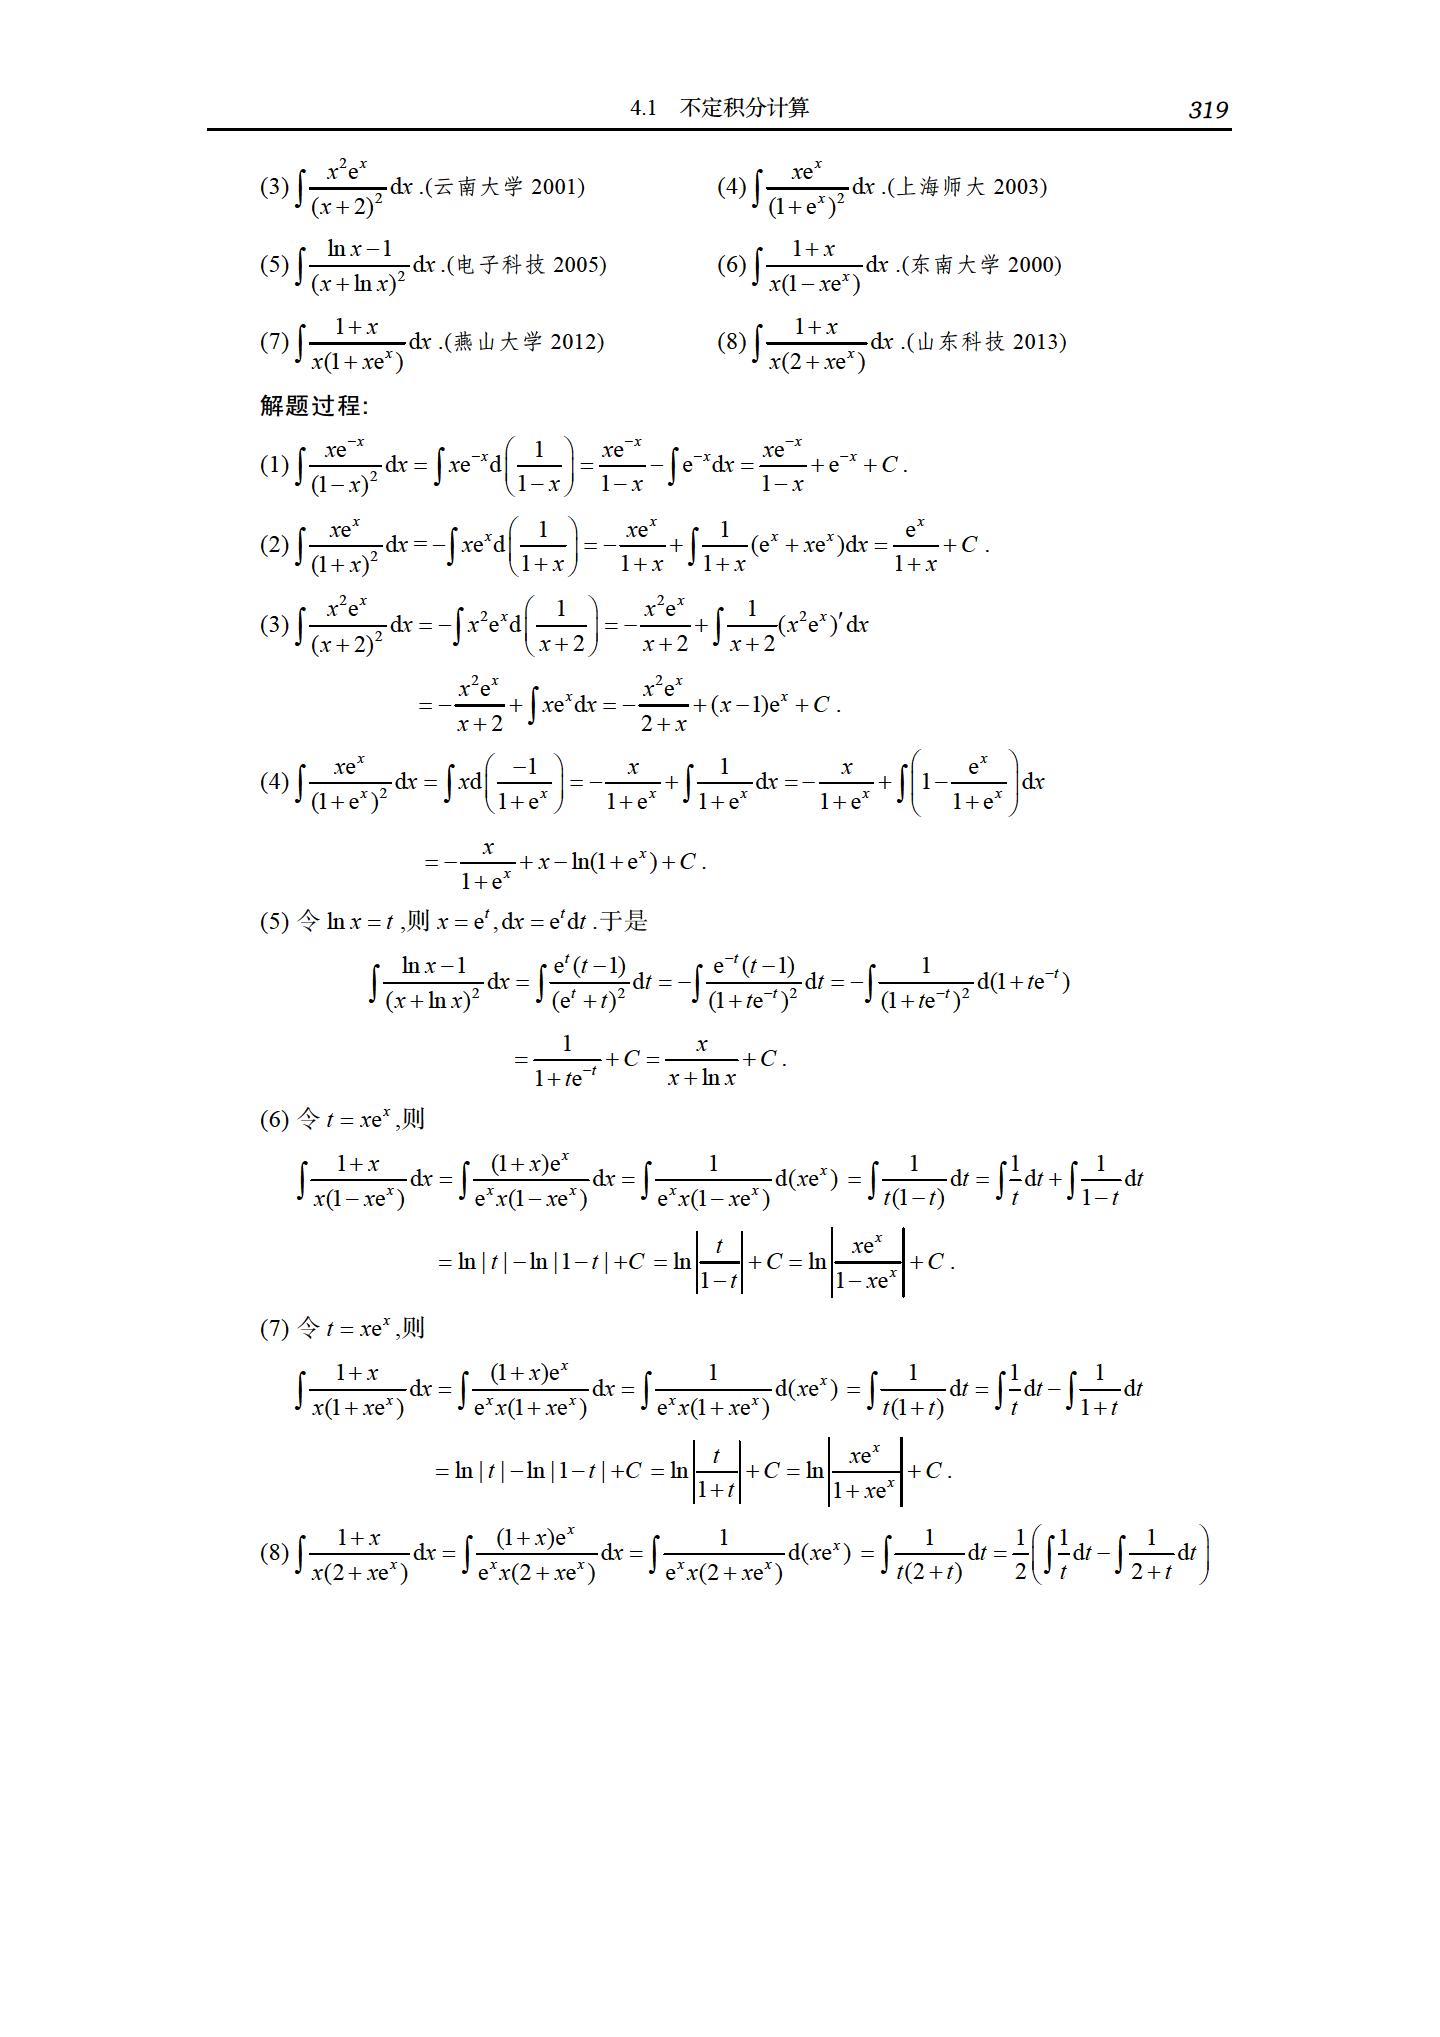 4.1 不定积分计算 319
(3) $\int \frac{x^2 e^x}{(x+2)^2} dx$ .(云南大学 2001) (4) $\int \frac{x e^x}{(1+e^x)^2} dx$ .(上海师大 2003)
(5) $\int \frac{\ln x - 1}{(x+\ln x)^2} dx$ .(电子科技 2005) (6) $\int \frac{1+x}{x(1-xe^x)} dx$ .(东南大学 2000)
(7) $\int \frac{1+x}{x(1+xe^x)} dx$ .(燕山大学 2012) (8) $\int \frac{1+x}{x(2+xe^x)} dx$ .(山东科技 2013)
解题过程:
(1) $\int \frac{xe^{-x}}{(1-x)^2} dx = \int xe^{-x} d\left(\frac{1}{1-x}\right) = \frac{xe^{-x}}{1-x} - \int e^{-x} dx = \frac{xe^{-x}}{1-x} + e^{-x} + C$ .
(2) $\int \frac{xe^x}{(1+x)^2} dx = -\int xe^x d\left(\frac{1}{1+x}\right) = -\frac{xe^x}{1+x} + \int \frac{1}{1+x}(e^x + xe^x) dx = \frac{e^x}{1+x} + C$ .
(3) $\int \frac{x^2 e^x}{(x+2)^2} dx = -\int x^2 e^x d\left(\frac{1}{x+2}\right) = -\frac{x^2 e^x}{x+2} + \int \frac{1}{x+2}(x^2 e^x)' dx$
$= -\frac{x^2 e^x}{x+2} + \int xe^x dx = -\frac{x^2 e^x}{2+x} + (x-1)e^x + C$ .
(4) $\int \frac{xe^x}{(1+e^x)^2} dx = \int x d\left(\frac{-1}{1+e^x}\right) = -\frac{x}{1+e^x} + \int \frac{1}{1+e^x} dx = -\frac{x}{1+e^x} + \int \left(1 - \frac{e^x}{1+e^x}\right) dx$
$= -\frac{x}{1+e^x} + x - \ln(1+e^x) + C$ .
(5) 令 $\ln x = t$ ,则 $x = e^t, dx = e^t dt$ .于是
$\int \frac{\ln x - 1}{(x+\ln x)^2} dx = \int \frac{e^t(t-1)}{(e^t+t)^2} dt = -\int \frac{e^{-t}(t-1)}{(1+te^{-t})^2} dt = -\int \frac{1}{(1+te^{-t})^2} d(1+te^{-t})$
$= \frac{1}{1+te^{-t}} + C = \frac{x}{x+\ln x} + C$ .
(6) 令 $t = xe^x$ ,则
$\int \frac{1+x}{x(1-xe^x)} dx = \int \frac{(1+x)e^x}{e^x x(1-xe^x)} dx = \int \frac{1}{e^x x(1-xe^x)} d(xe^x) = \int \frac{1}{t(1-t)} dt = \int \frac{1}{t} dt + \int \frac{1}{1-t} dt$
$= \ln|t| - \ln|1-t| + C = \ln\left|\frac{t}{1-t}\right| + C = \ln\left|\frac{xe^x}{1-xe^x}\right| + C$ .
(7) 令 $t = xe^x$ ,则
$\int \frac{1+x}{x(1+xe^x)} dx = \int \frac{(1+x)e^x}{e^x x(1+xe^x)} dx = \int \frac{1}{e^x x(1+xe^x)} d(xe^x) = \int \frac{1}{t(1+t)} dt = \int \frac{1}{t} dt - \int \frac{1}{1+t} dt$
$= \ln|t| - \ln|1-t| + C = \ln\left|\frac{t}{1+t}\right| + C = \ln\left|\frac{xe^x}{1+xe^x}\right| + C$ .
(8) $\int \frac{1+x}{x(2+xe^x)} dx = \int \frac{(1+x)e^x}{e^x x(2+xe^x)} dx = \int \frac{1}{e^x x(2+xe^x)} d(xe^x) = \int \frac{1}{t(2+t)} dt = \frac{1}{2}\left(\int \frac{1}{t} dt - \int \frac{1}{2+t} dt\right)$